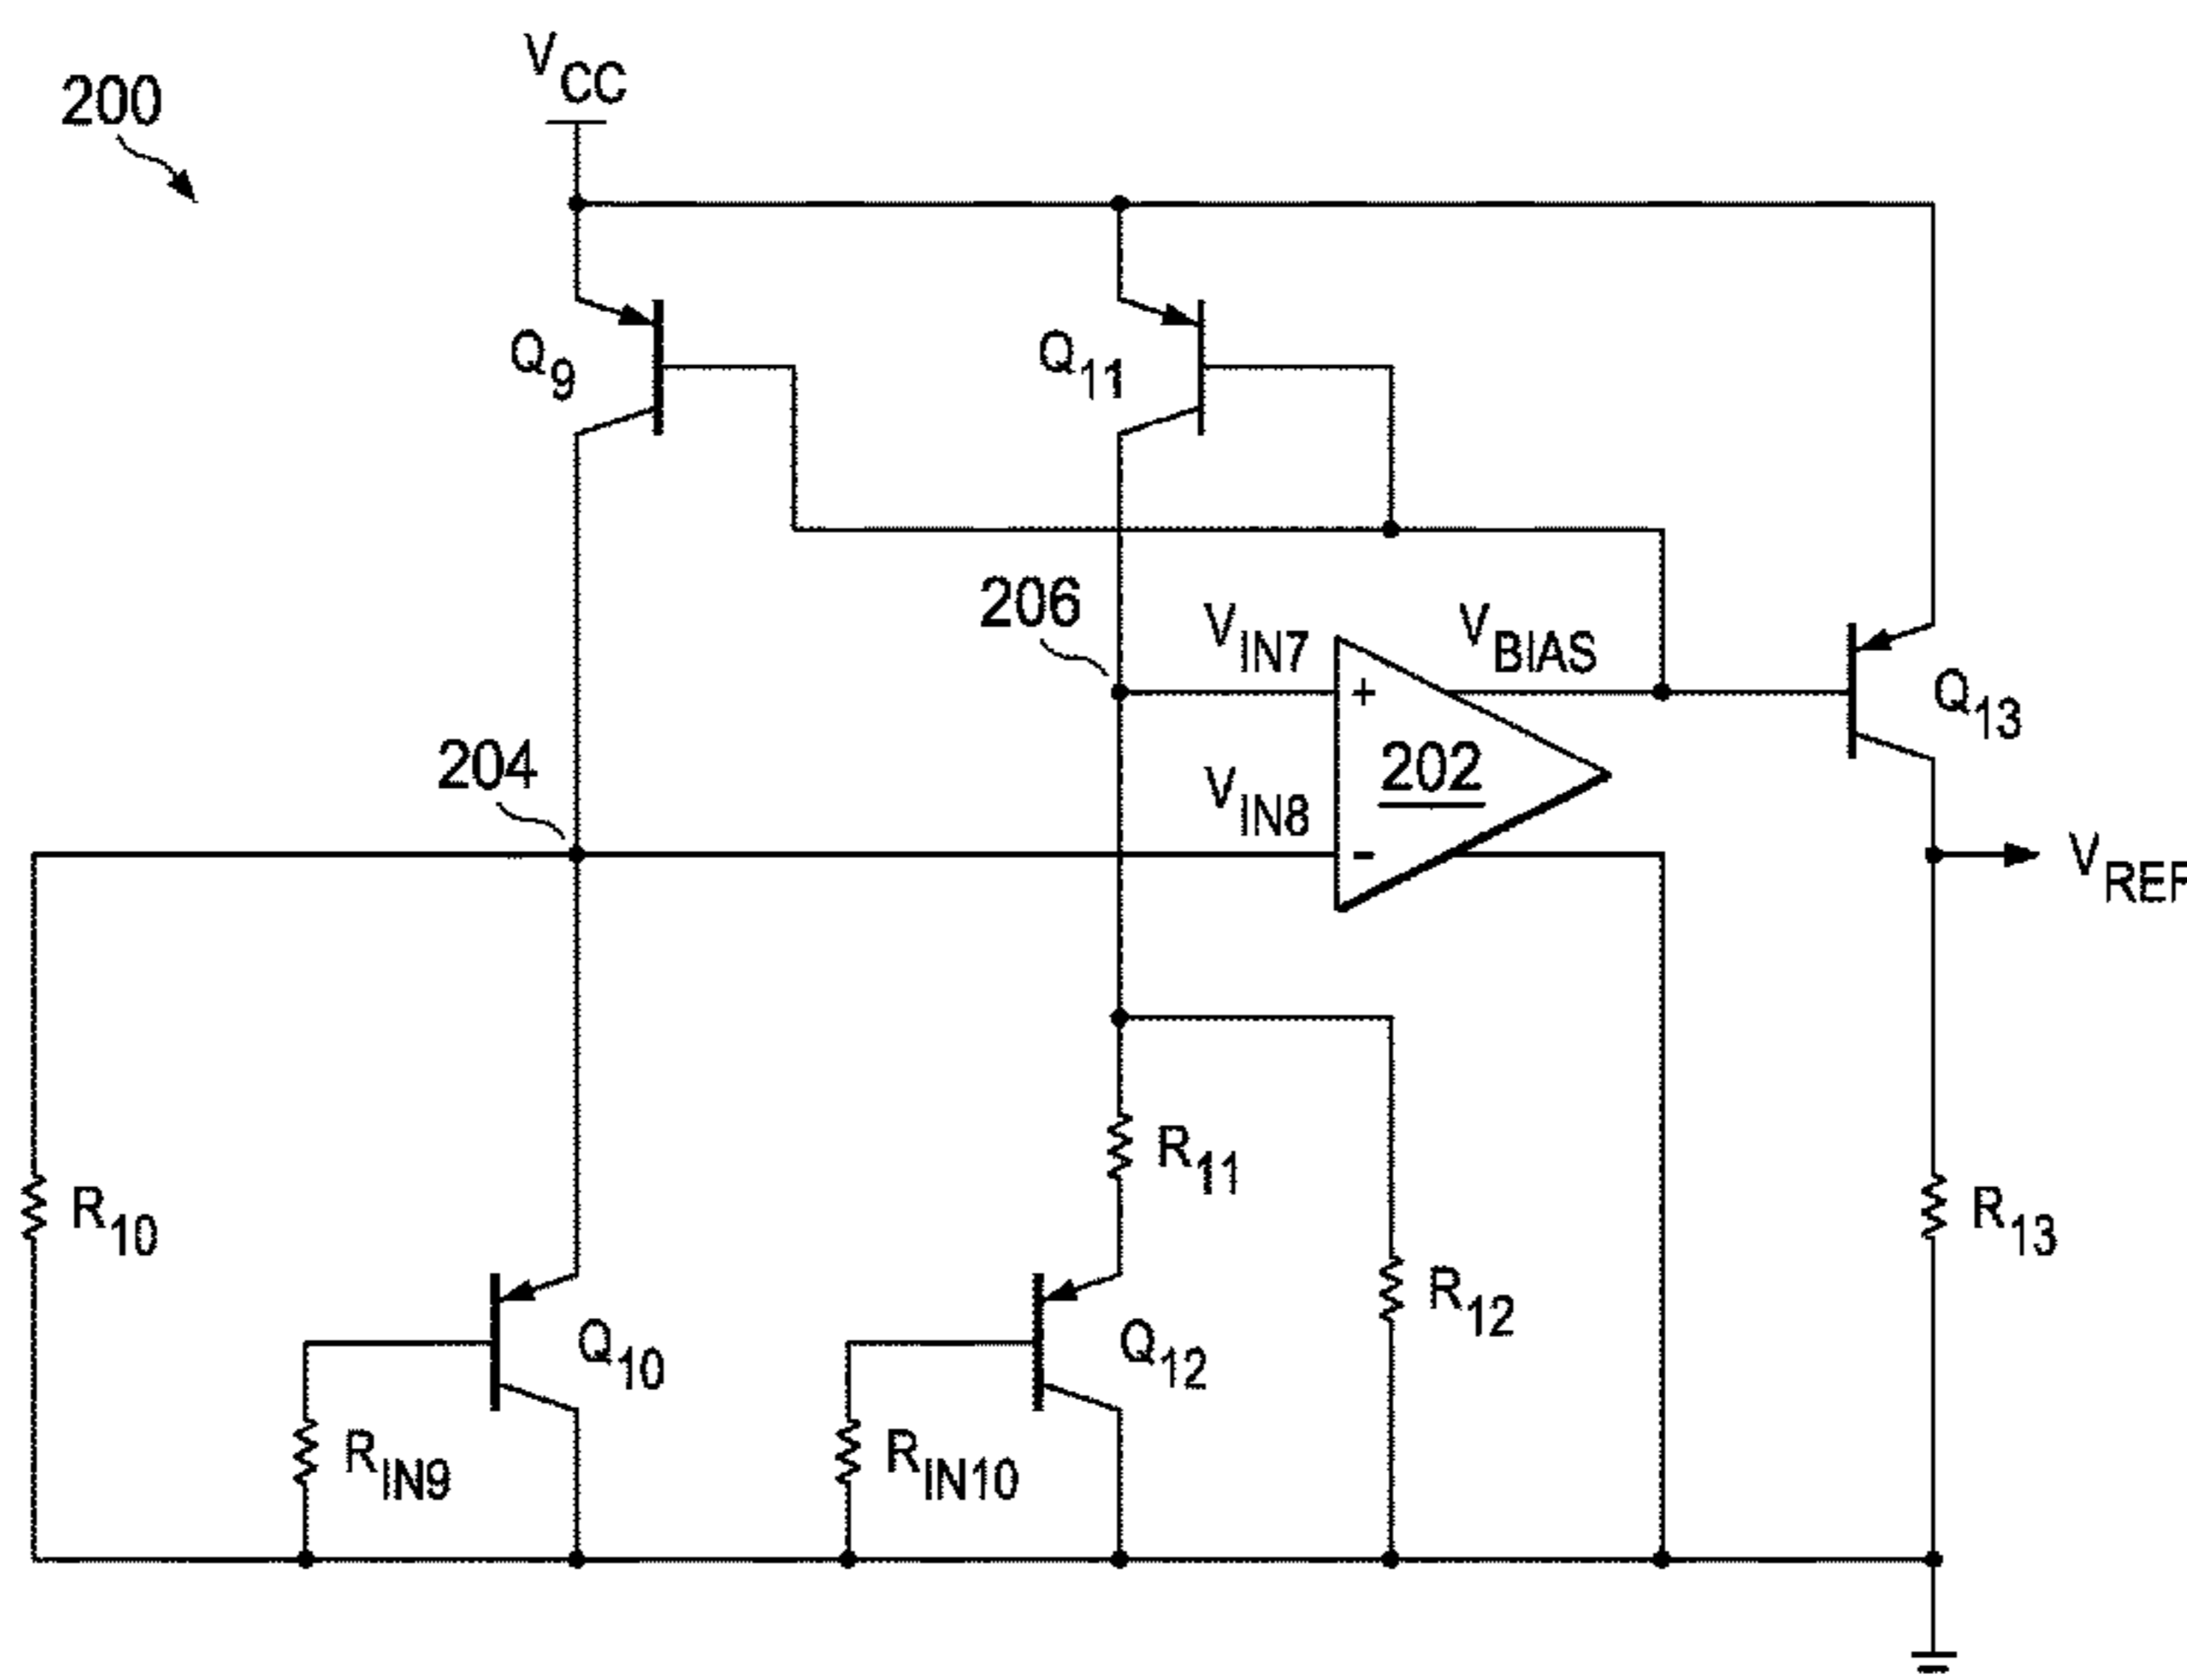 200
VCC
Q9
Q11
206
VIN7
VBIAS
Q13
204
VIN8
+
202
-
VREF
R11
R10
R13
R12
Q10
Q12
RIN9
RIN10